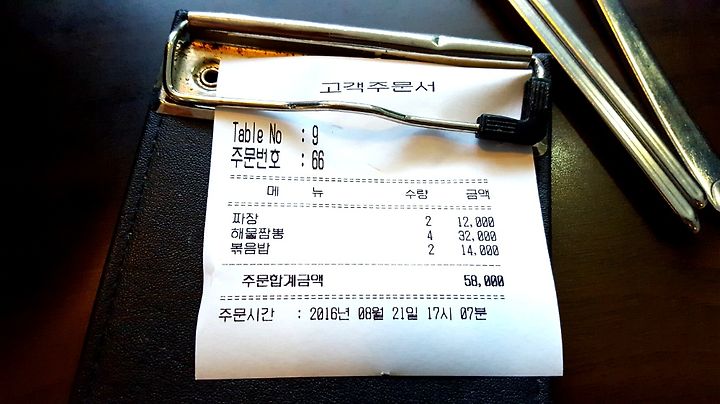 고객주문서
Table No : 9
주문번호 : 66
메 뉴 수량 금액
짜장 2 12,000
해물짬뽕 4 32,000
볶음밥 2 14,000
주문합계금액 58,000
주문시간 : 2016년 08월 21일 17시 07분